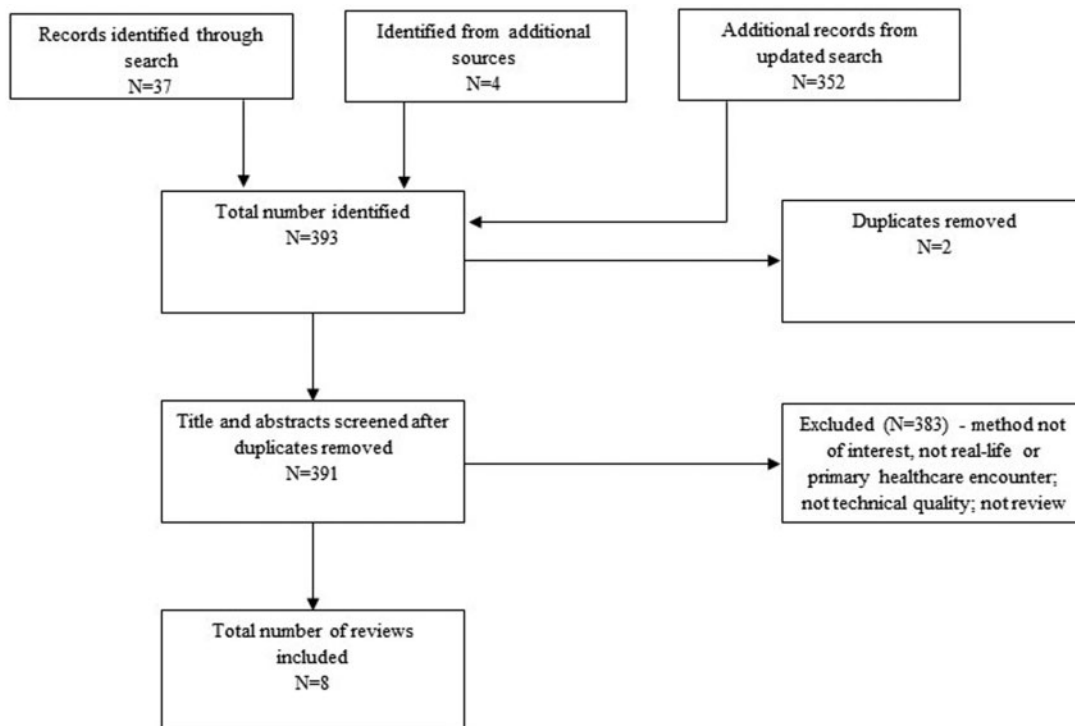 Records identified through
search
N=37
Identified from additional
sources
N=4
Additional records from
updated search
N=352
Total number identified
N=393
Duplicates removed
N=2
Title and abstracts screened after
duplicates removed
N=391
Excluded (N=383) - method not
of interest, not real-life or
primary healthcare encounter;
not technical quality; not review
Total number of reviews
included
N=8